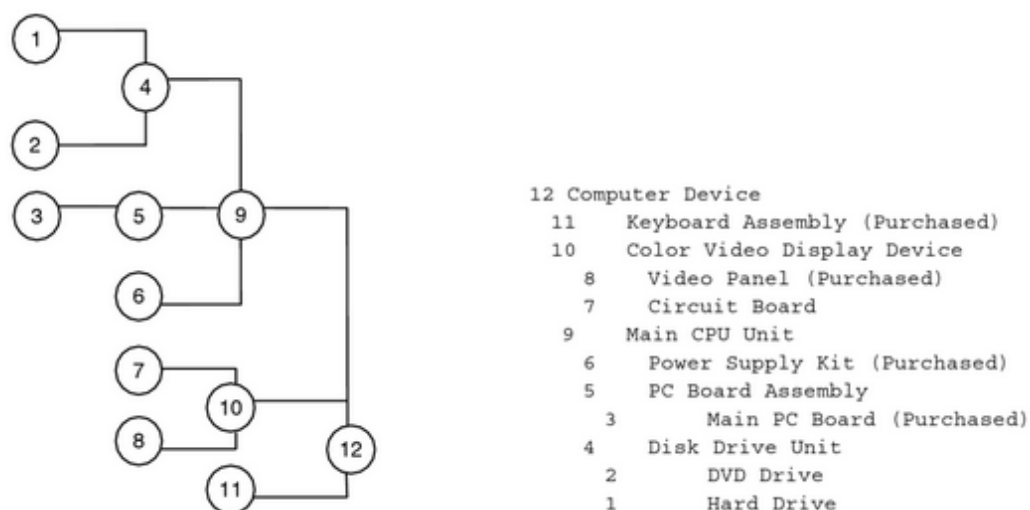 1
4
2
3
5
9
6
7
10
8
12
11
12 Computer Device
11 Keyboard Assembly (Purchased)
10 Color Video Display Device
8 Video Panel (Purchased)
7 Circuit Board
9 Main CPU Unit
6 Power Supply Kit (Purchased)
5 PC Board Assembly
3 Main PC Board (Purchased)
4 Disk Drive Unit
2 DVD Drive
1 Hard Drive